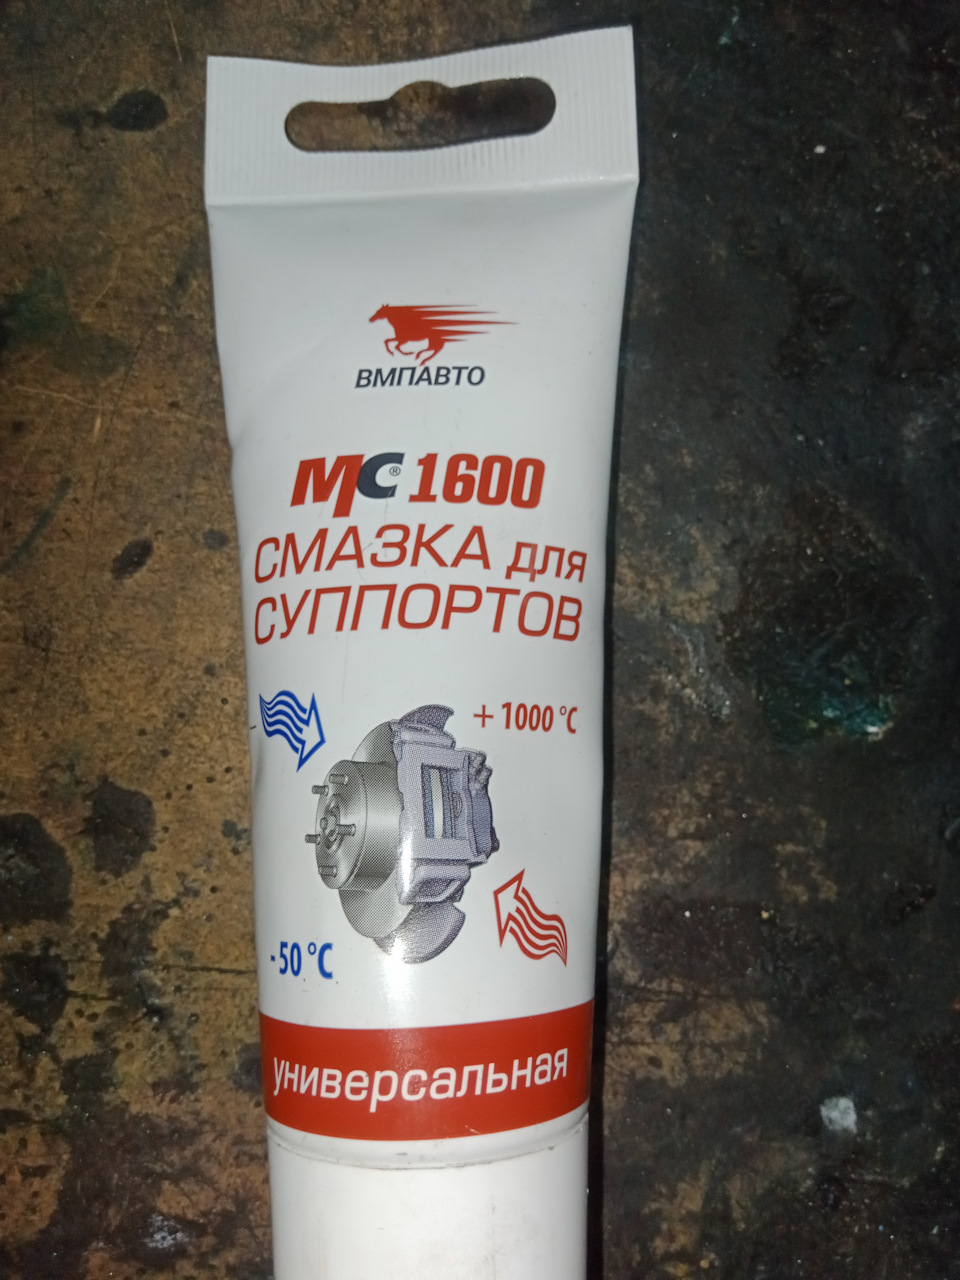 ВМПАВТО
МС® 1600
СМАЗКА для
СУППОРТОВ
+ 1000 °C
- 50 °C
универсальная